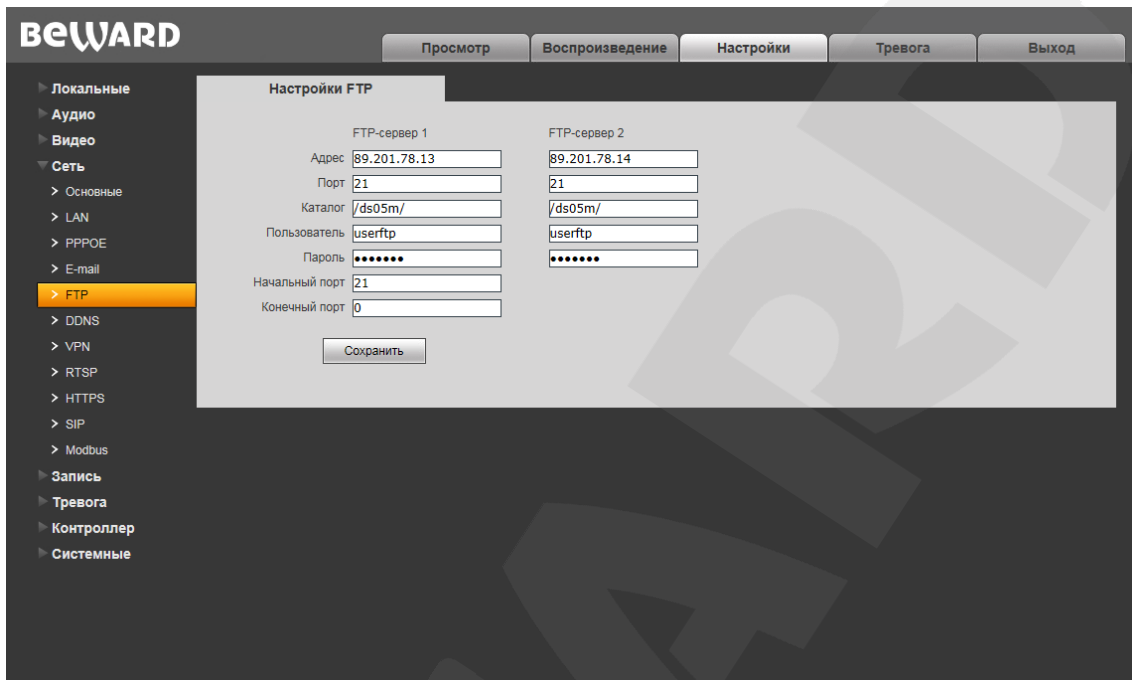 BEWARD
Просмотр Воспроизведение Настройки Тревога Выход
Локальные
Аудио
Видео
Сеть
> Основные
> LAN
> PPPOE
> E-mail
> FTP
> DDNS
> VPN
> RTSP
> HTTPS
> SIP
> Modbus
Запись
Тревога
Контроллер
Системные
Настройки FTP
FTP-сервер 1 FTP-сервер 2
Адрес 89.201.78.13 89.201.78.14
Порт 21 21
Каталог /ds05m/ /ds05m/
Пользователь userftp userftp
Пароль ••••••• •••••••
Начальный порт 21
Конечный порт 0
Сохранить